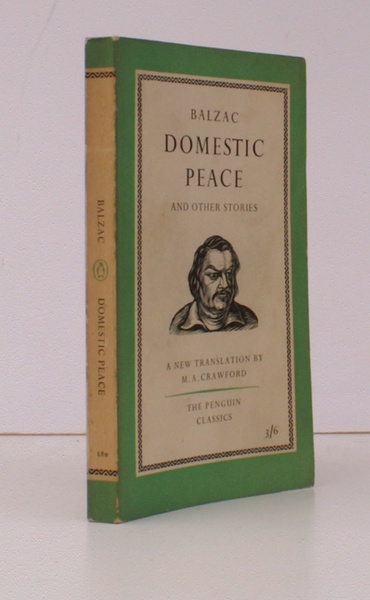 BALZAC
DOMESTIC
PEACE
AND OTHER STORIES
A NEW TRANSLATION BY
M. A. CRAWFORD
THE PENGUIN
CLASSICS
3/6
BALZAC
DOMESTIC PEACE